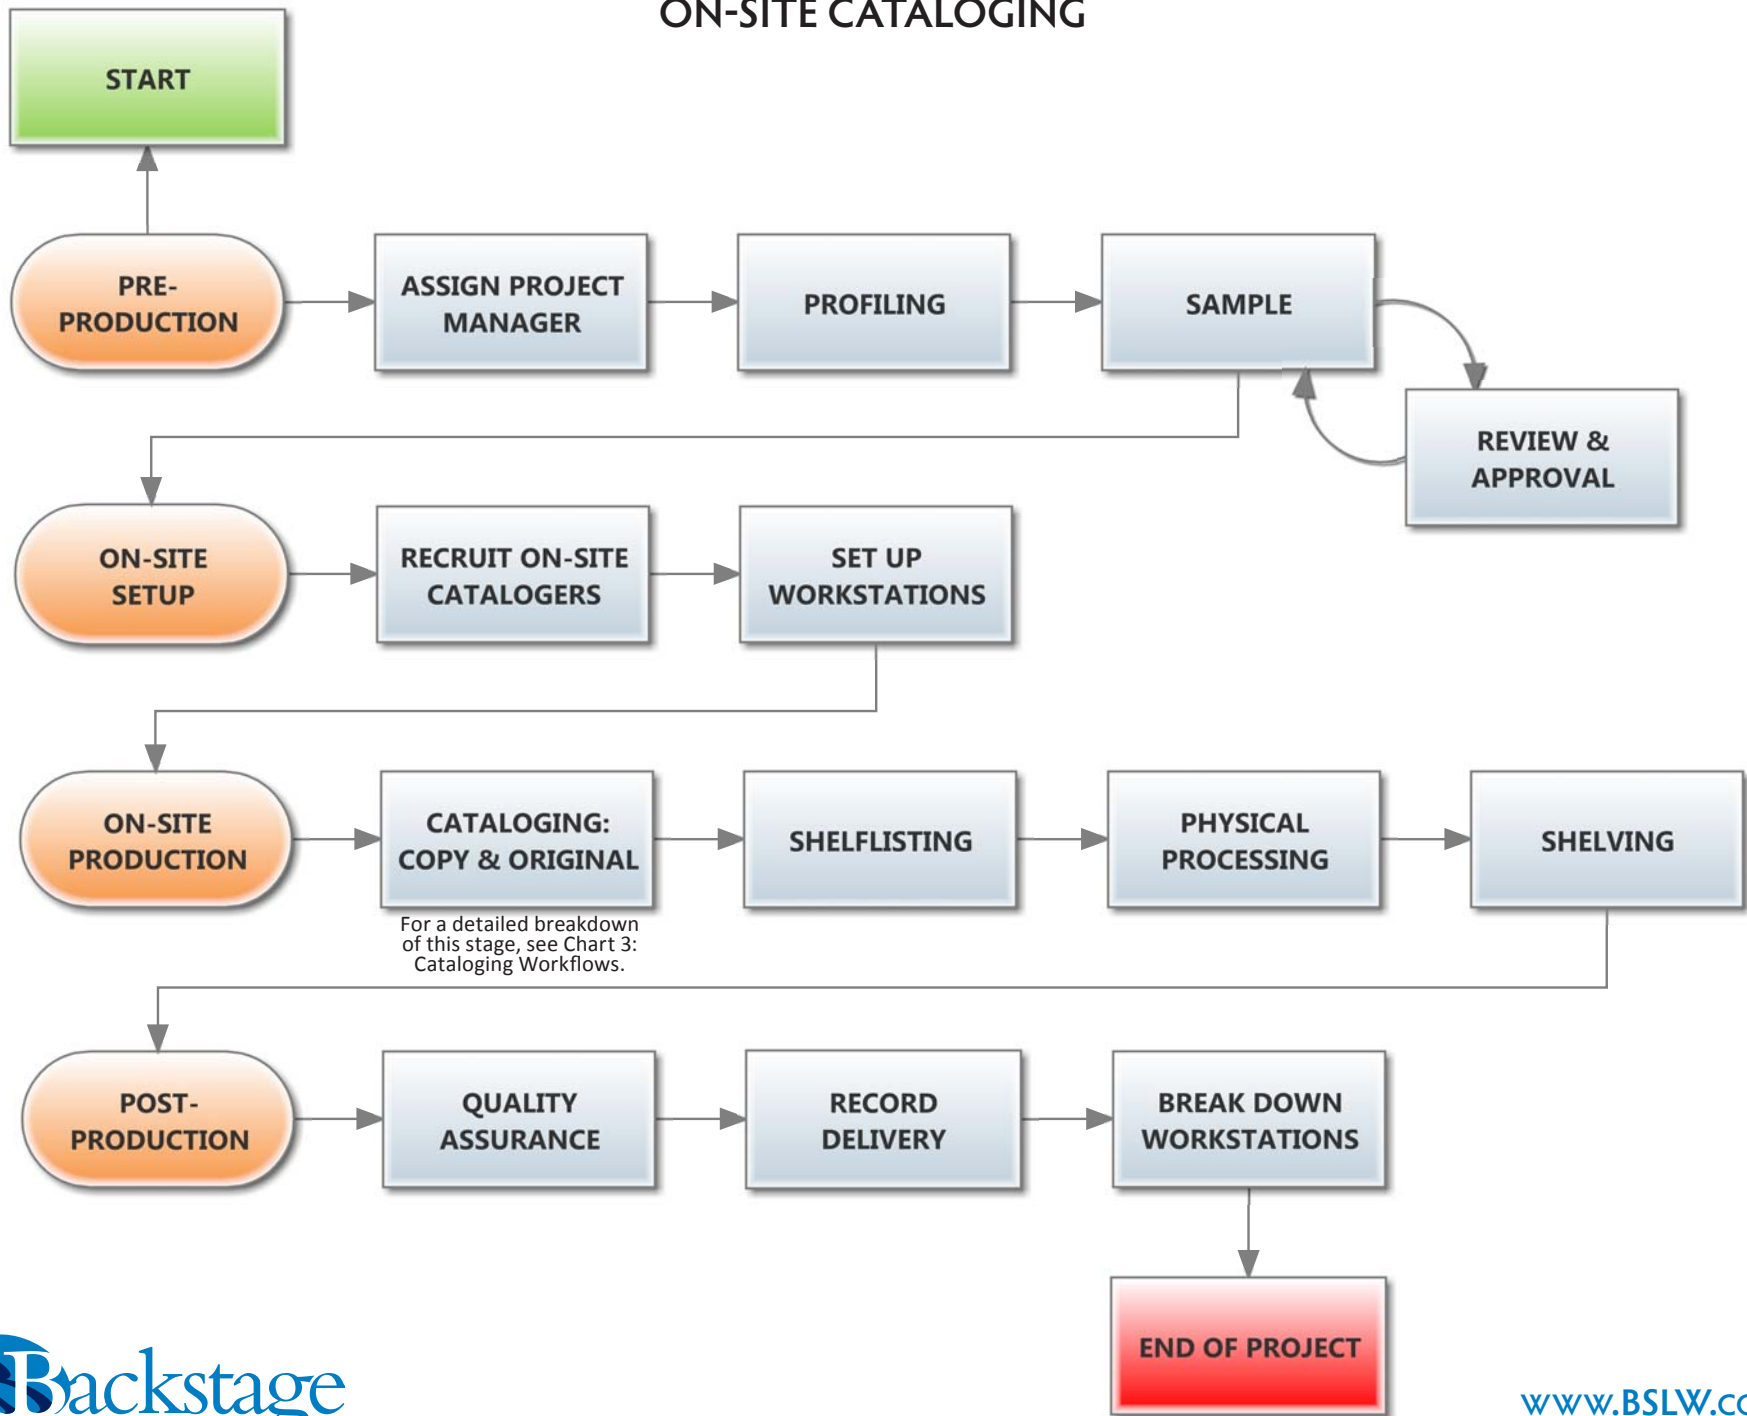 ON-SITE CATALOGING
START
PRE-
PRODUCTION
ASSIGN PROJECT
MANAGER
PROFILING
SAMPLE
REVIEW &
APPROVAL
ON-SITE
SETUP
RECRUIT ON-SITE
CATALOGERS
SET UP
WORKSTATIONS
ON-SITE
PRODUCTION
CATALOGING:
COPY & ORIGINAL
For a detailed breakdown
of this stage, see Chart 3:
Cataloging Workflows.
SHELFLISTING
PHYSICAL
PROCESSING
SHELVING
POST-
PRODUCTION
QUALITY
ASSURANCE
RECORD
DELIVERY
BREAK DOWN
WORKSTATIONS
END OF PROJECT
Backstage
www.BSLW.co